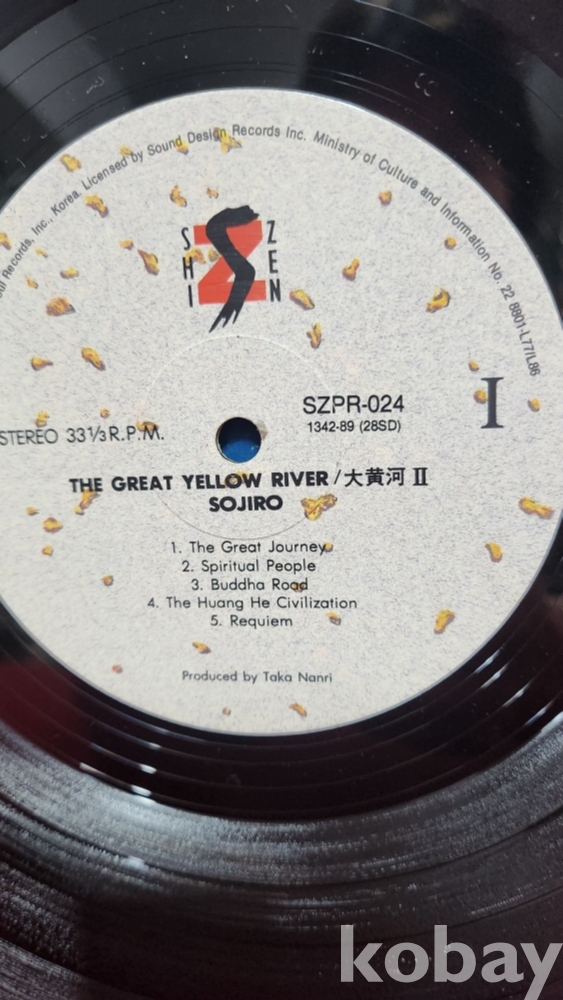 Records, Inc., Korea. Licensed by Sound Design Records Inc. Ministry of Culture and Information No. 22 8801-L77/L86
SHI
Z
ZEN
SZPR-024
1342-89 (28SD)
I
STEREO 33⅓ R.P.M.
THE GREAT YELLOW RIVER / 大黄河 II
SOJIRO
1. The Great Journey
2. Spiritual People
3. Buddha Road
4. The Huang He Civilization
5. Requiem
Produced by Taka Nanri
kobay